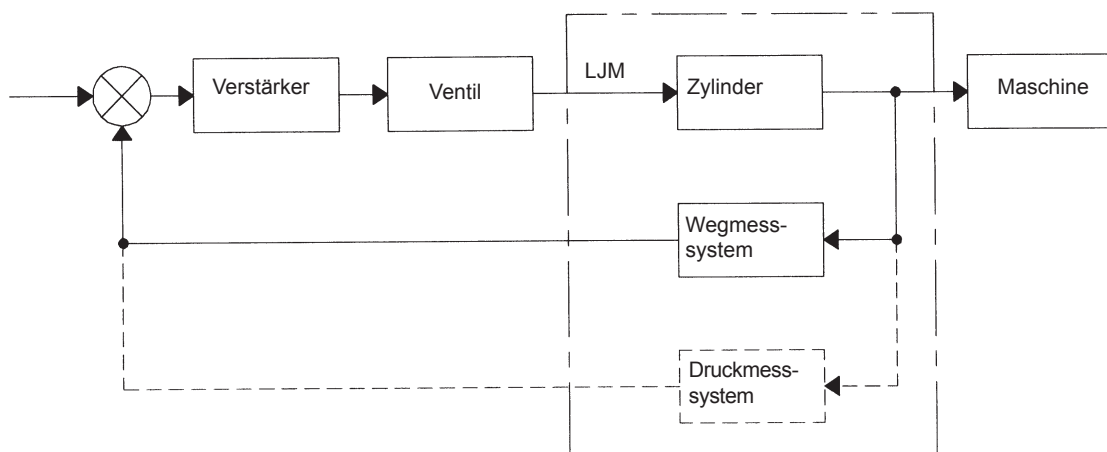 LJM
Verstärker
Ventil
Zylinder
Maschine
Wegmess-
system
Druckmess-
system